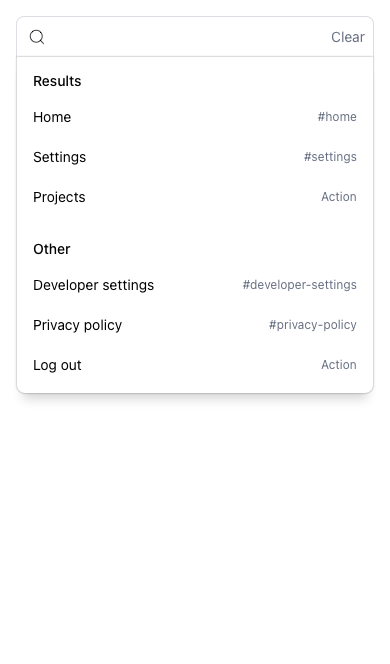 Clear
Results
Home #home
Settings #settings
Projects Action
Other
Developer settings #developer-settings
Privacy policy #privacy-policy
Log out Action